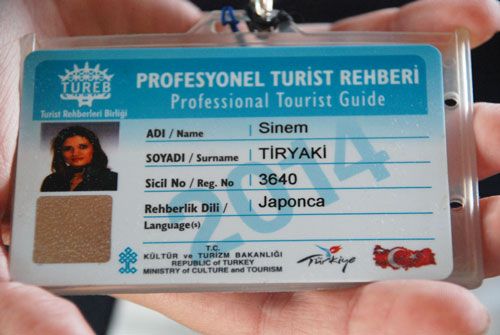 TUREB
Turist Rehberleri Birliği
PROFESYONEL TURİST REHBERİ
Professional Tourist Guide
ADI / Name Sinem
SOYADI / Surname TİRYAKİ
Sicil No / Reg. No 3640
Rehberlik Dili / Japonca
Language(s)
2014
T.C.
KÜLTÜR ve TURİZM BAKANLIĞI
REPUBLIC OF TURKEY
MINISTRY OF CULTURE AND TOURISM
Türkiye